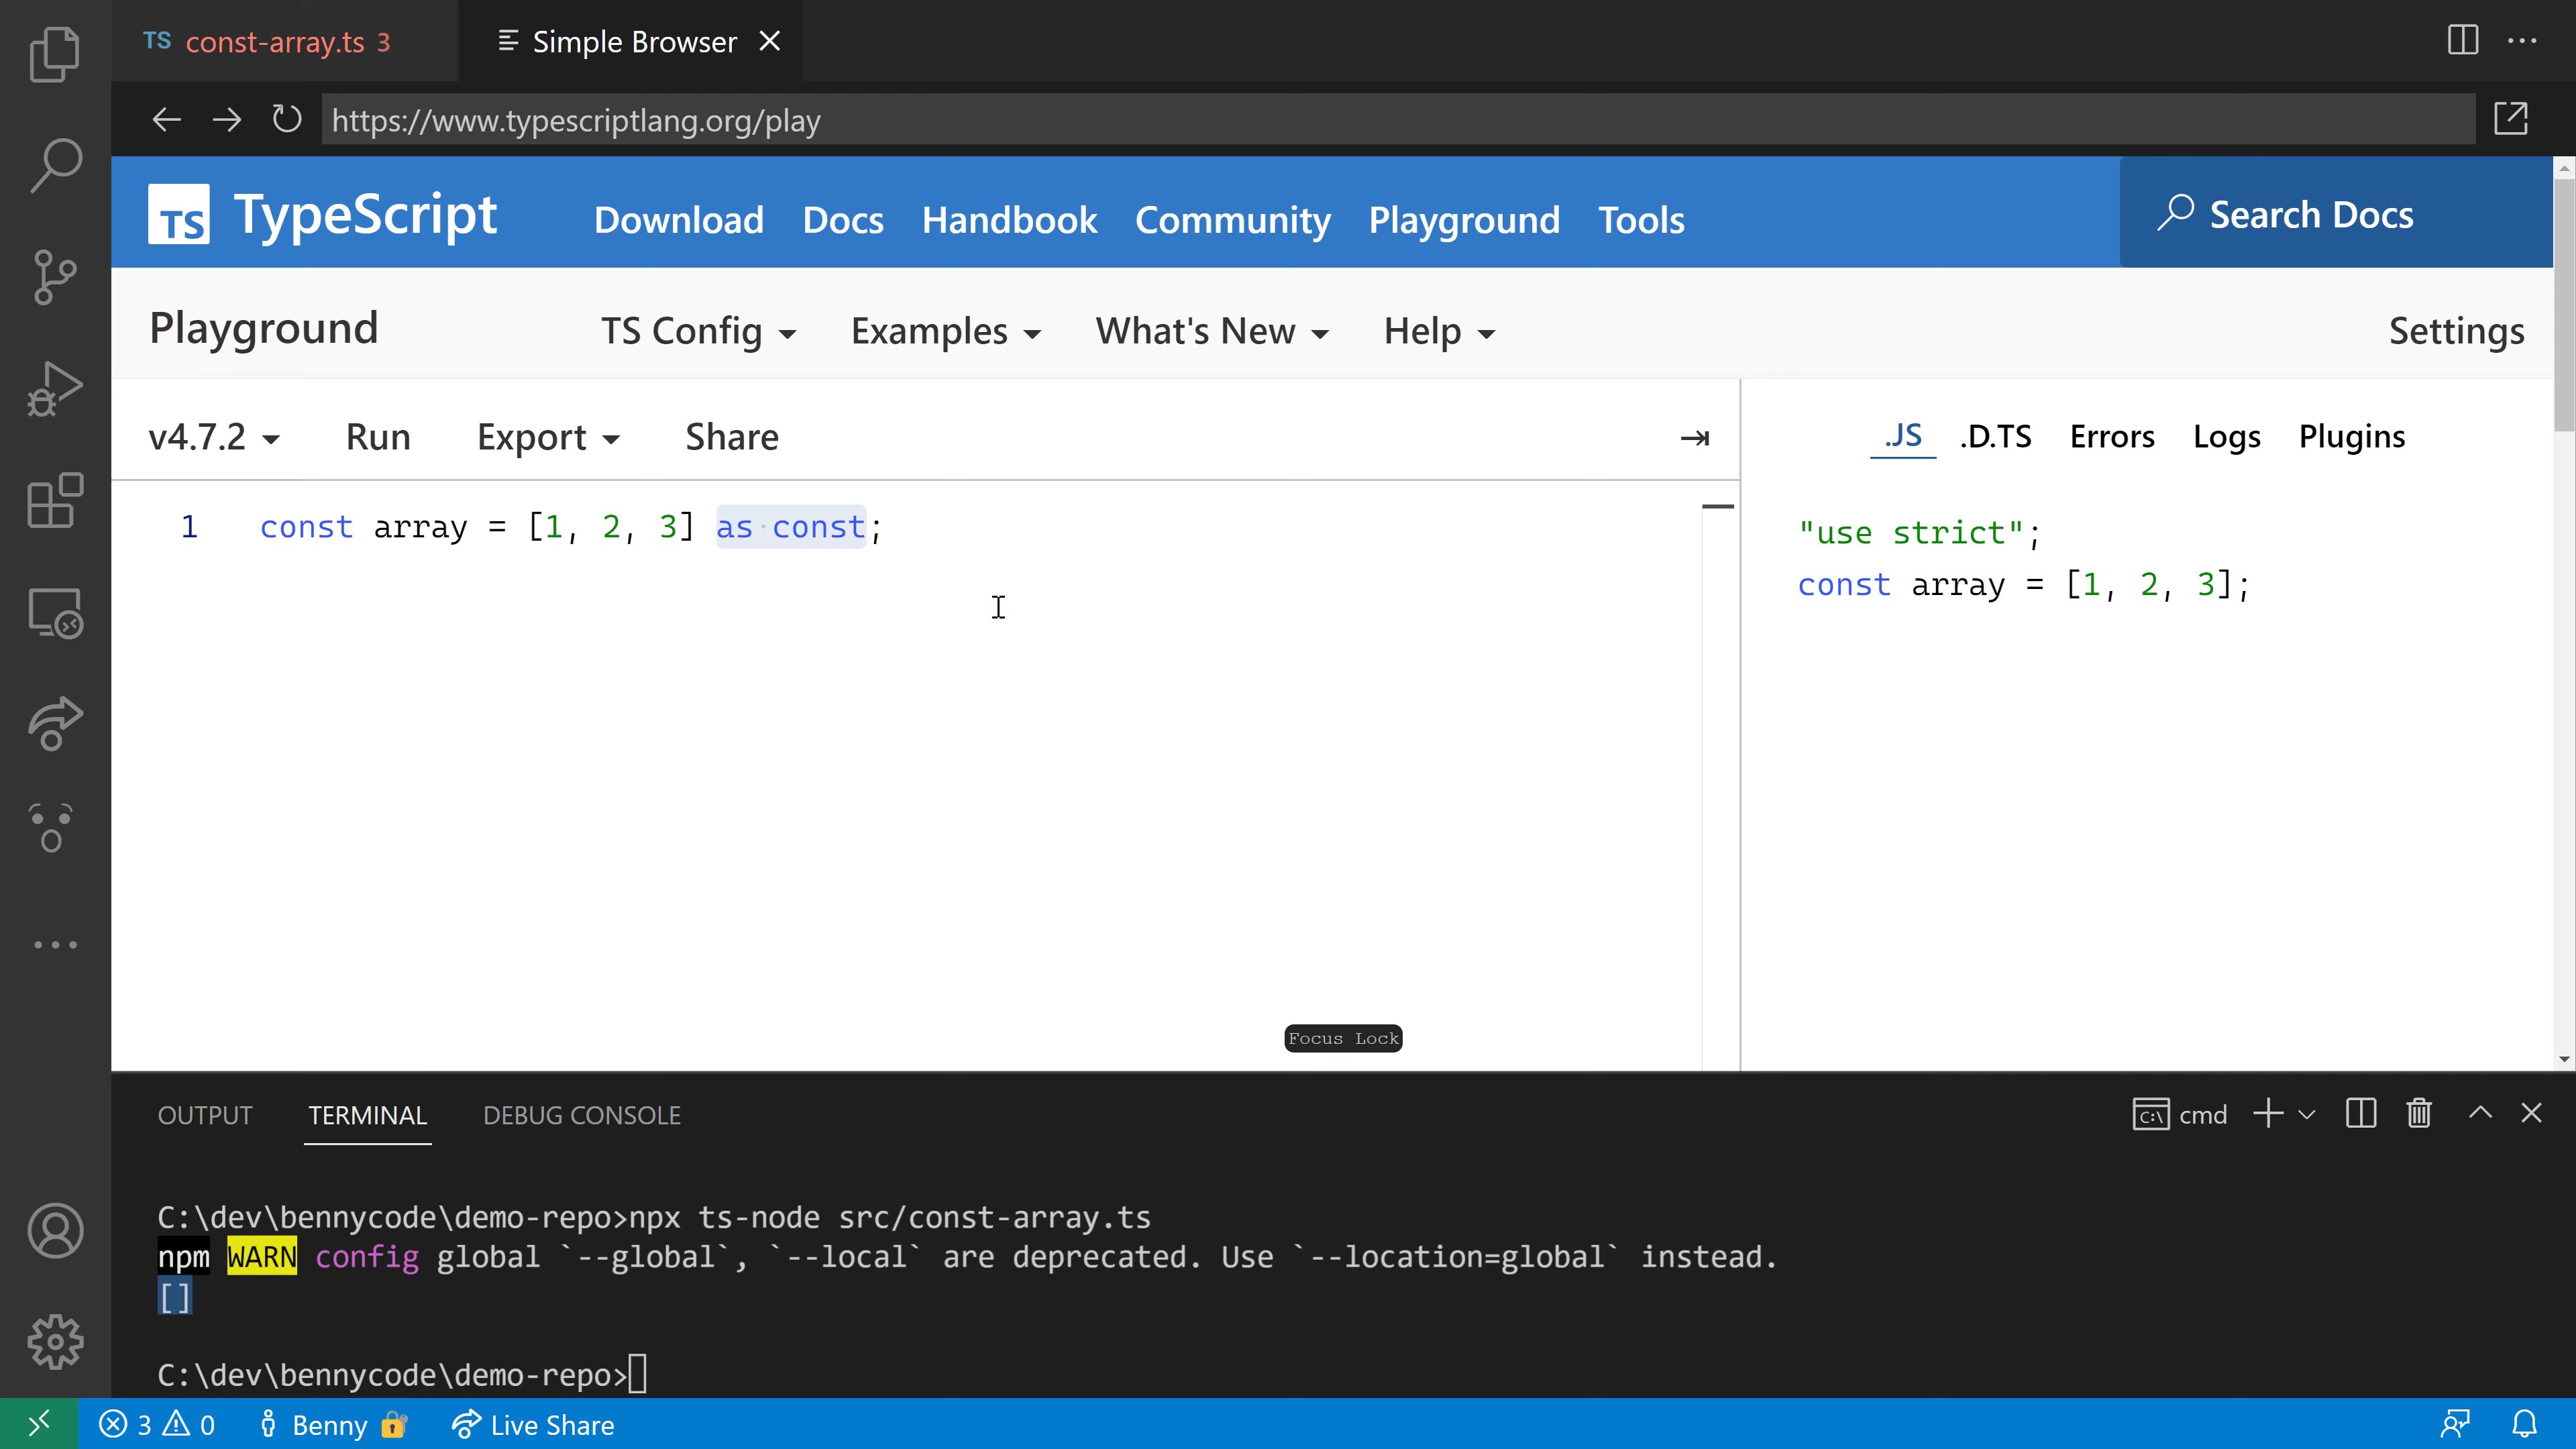 TS const-array.ts 3
Simple Browser
https://www.typescriptlang.org/play
TS TypeScript Download Docs Handbook Community Playground Tools Search Docs
Playground TS Config Examples What's New Help Settings
v4.7.2 Run Export Share
.JS .D.TS Errors Logs Plugins
1 const array = [1, 2, 3] as const;
"use strict";
const array = [1, 2, 3];
Focus Lock
OUTPUT TERMINAL DEBUG CONSOLE
cmd
C:\dev\bennycode\demo-repo>npx ts-node src/const-array.ts
npm WARN config global `--global`, `--local` are deprecated. Use `--location=global` instead.
[]
C:\dev\bennycode\demo-repo>
3 0 Benny Live Share